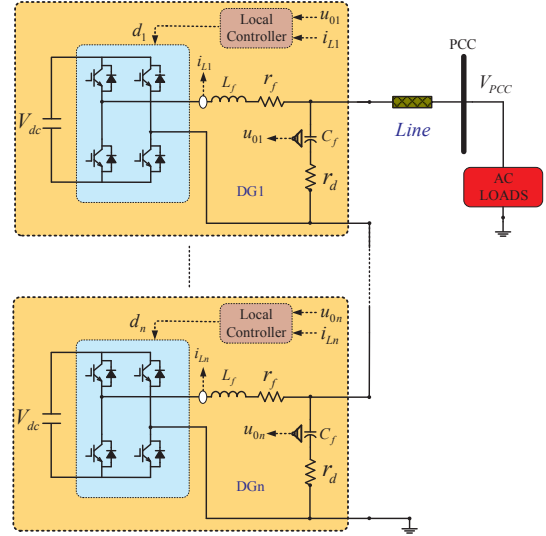 d1
Local
Controller
u01
iL1
iL1
Lf
rf
Vdc
u01
Cf
rd
DG1
Line
PCC
VPCC
AC
LOADS
dn
Local
Controller
u0n
iLn
iLn
Lf
rf
Vdc
u0n
Cf
rd
DGn